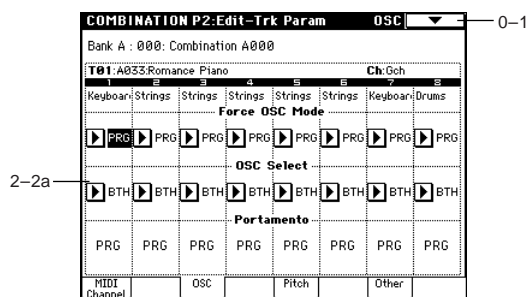 COMBINATION P2:Edit-Trk Param OSC
0–1
Bank A : 000: Combination A000
T01:A033:Romance Piano Ch:Gch
1 2 3 4 5 6 7 8
Keyboar Strings Strings Strings Strings Strings Keyboar Drums
Force OSC Mode
PRG PRG PRG PRG PRG PRG PRG PRG
OSC Select
2–2a
BTH BTH BTH BTH BTH BTH BTH BTH
Portamento
PRG PRG PRG PRG PRG PRG PRG PRG
MIDI Channel OSC Pitch Other